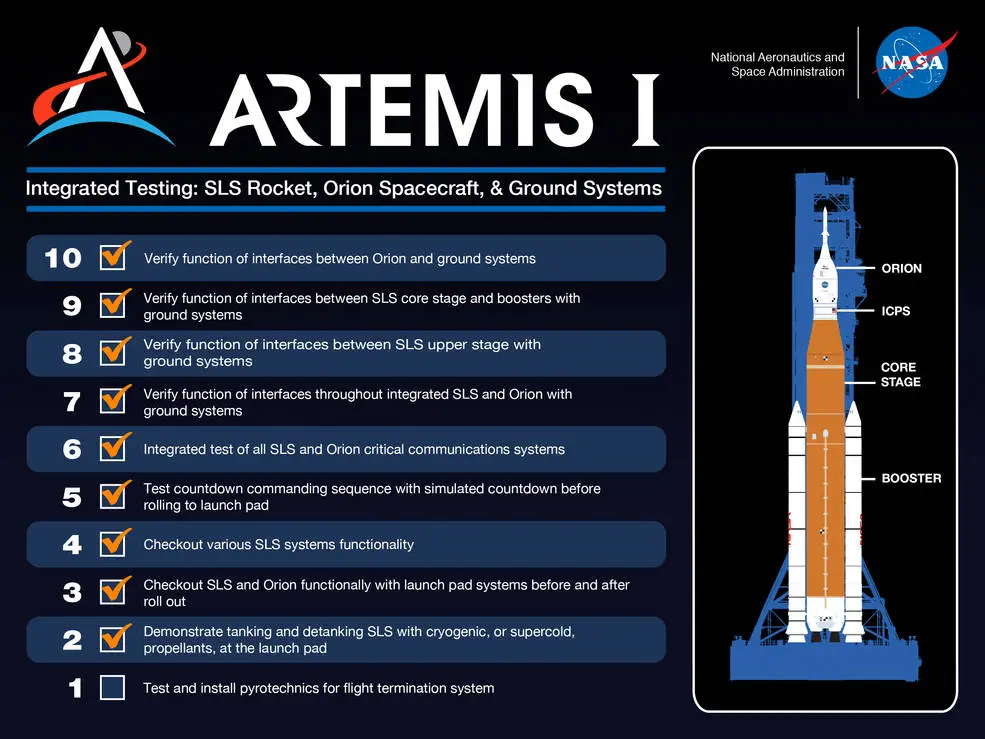 National Aeronautics and
Space Administration
NASA
ARTEMIS I
Integrated Testing: SLS Rocket, Orion Spacecraft, & Ground Systems
10 Verify function of interfaces between Orion and ground systems
9 Verify function of interfaces between SLS core stage and boosters with
ground systems
8 Verify function of interfaces between SLS upper stage with
ground systems
7 Verify function of interfaces throughout integrated SLS and Orion with
ground systems
6 Integrated test of all SLS and Orion critical communications systems
5 Test countdown commanding sequence with simulated countdown before
rolling to launch pad
4 Checkout various SLS systems functionality
3 Checkout SLS and Orion functionally with launch pad systems before and after
roll out
2 Demonstrate tanking and detanking SLS with cryogenic, or supercold,
propellants, at the launch pad
1 Test and install pyrotechnics for flight termination system
ORION
ICPS
CORE
STAGE
BOOSTER